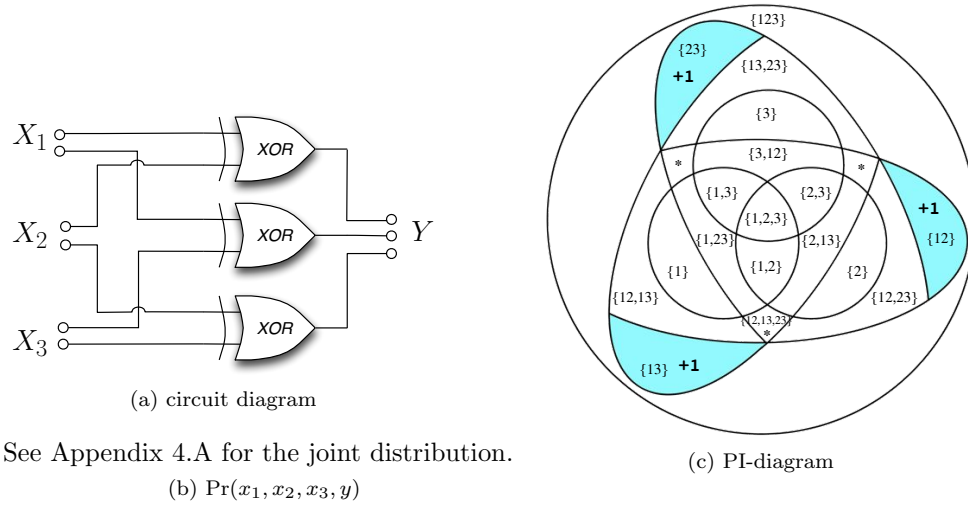 X1
X2
X3
XOR
XOR
XOR
Y
(a) circuit diagram
See Appendix 4.A for the joint distribution.
(b) Pr(x1, x2, x3, y)
{123}
{23}
+1
{13,23}
{3}
{3,12}
*
*
{1,3}
{2,3}
{1,2,3}
+1
{12}
{1,23}
{2,13}
{1}
{1,2}
{2}
{12,13}
{12,23}
{12,13,23}
*
{13} +1
(c) PI-diagram